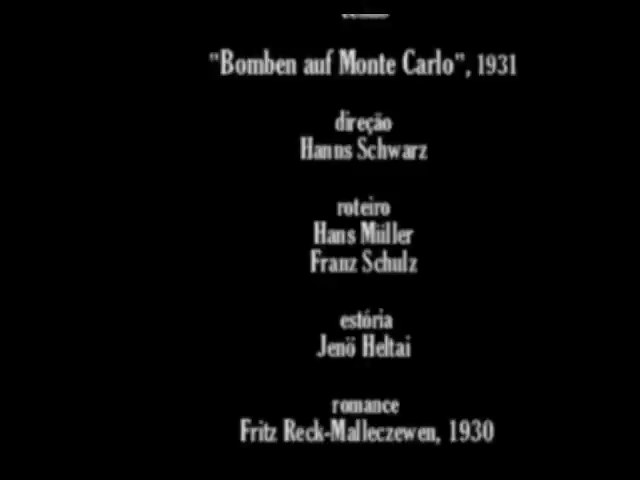 "Bomben auf Monte Carlo", 1931
direção
Hanns Schwarz
roteiro
Hans Müller
Franz Schulz
estória
Jenö Heltai
romance
Fritz Reck-Malleczewen, 1930